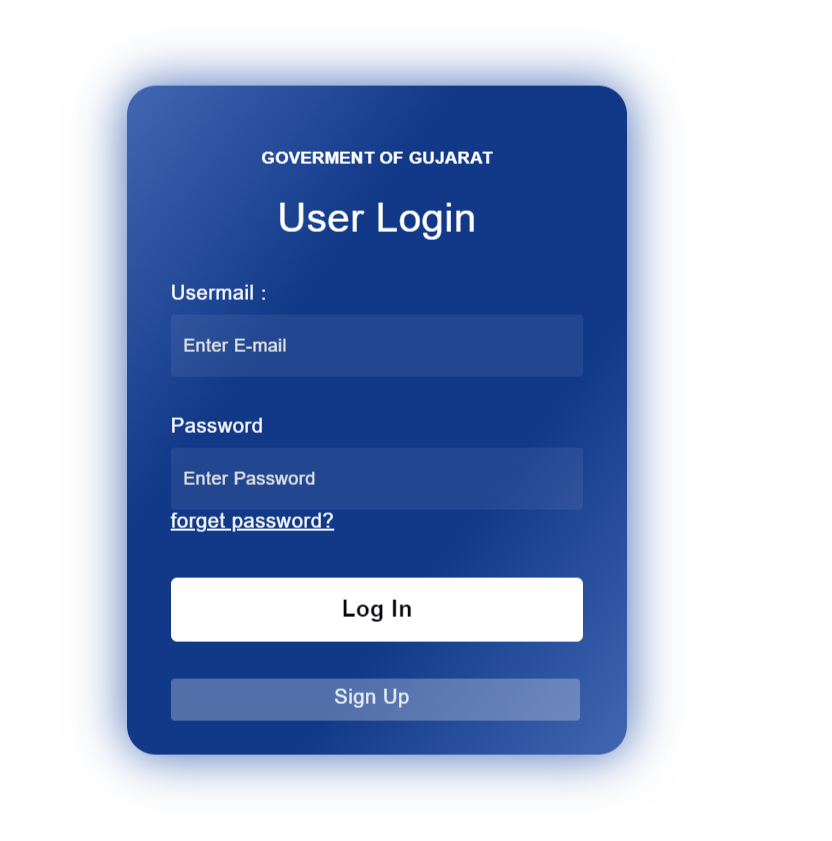 GOVERMENT OF GUJARAT
User Login
Usermail :
Enter E-mail
Password
Enter Password
forget password?
Log In
Sign Up